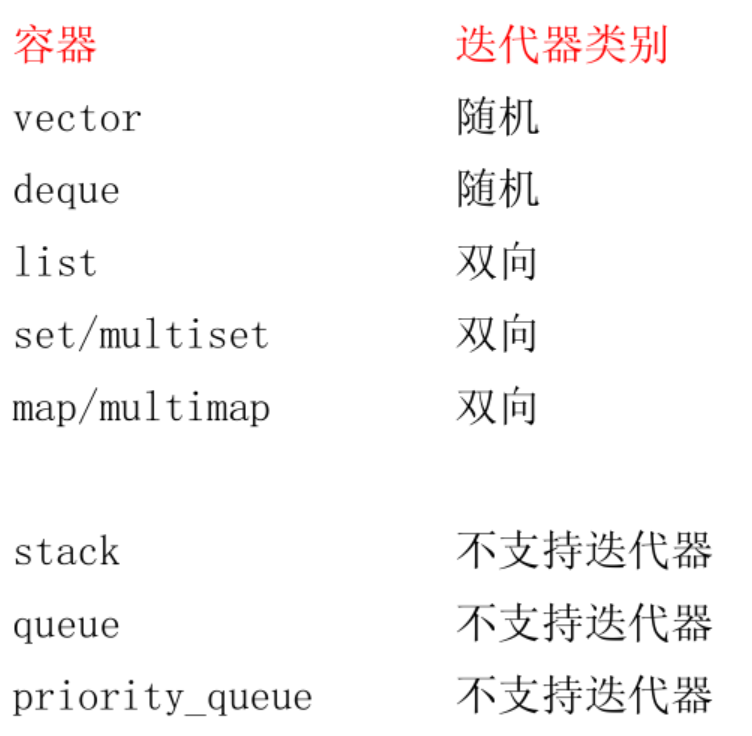 容器 迭代器类别
vector 随机
deque 随机
list 双向
set/multiset 双向
map/multimap 双向
stack 不支持迭代器
queue 不支持迭代器
priority_queue 不支持迭代器